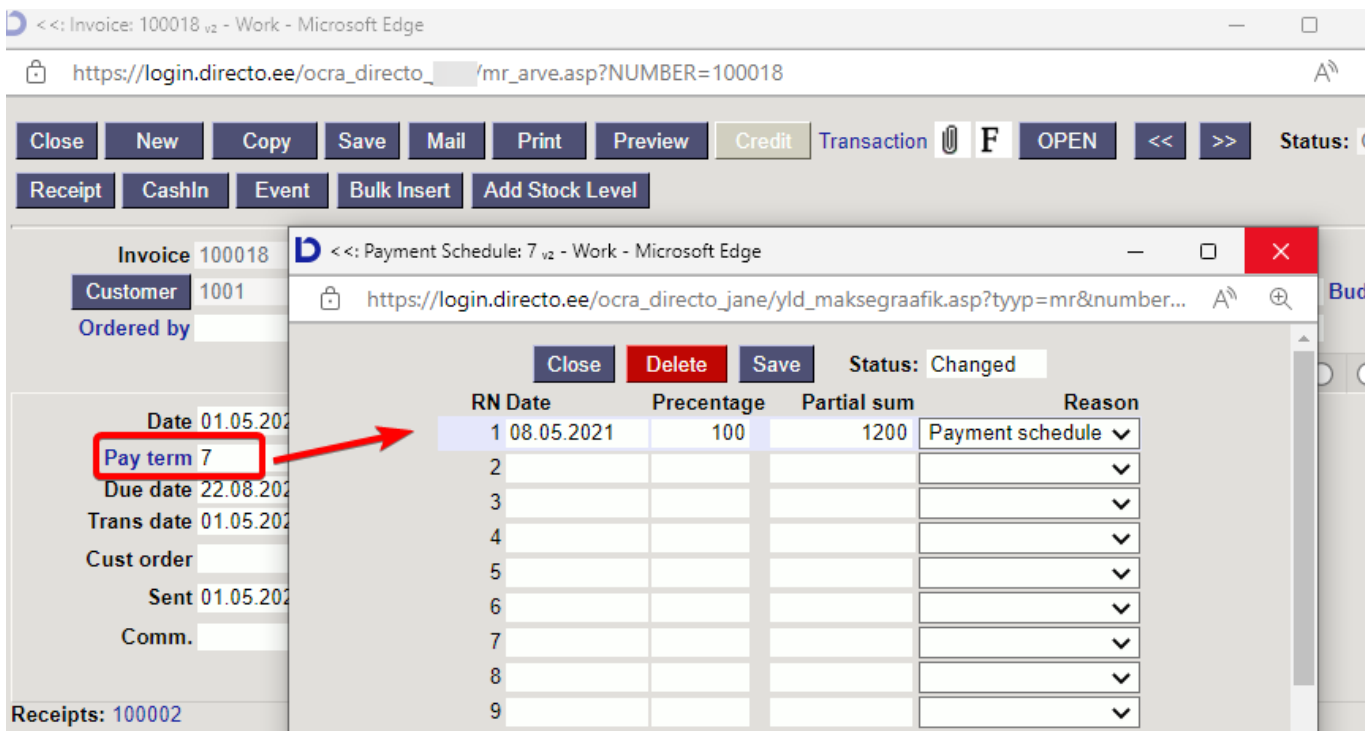 <<: Invoice: 100018 v2 - Work - Microsoft Edge
https://login.directo.ee/ocra_directo_ /mr_arve.asp?NUMBER=100018
Close New Copy Save Mail Print Preview Credit Transaction F OPEN << >> Status:
Receipt CashIn Event Bulk Insert Add Stock Level
Invoice 100018
Customer 1001
Ordered by
Date 01.05.202
Pay term 7
Due date 22.08.202
Trans date 01.05.202
Cust order
Sent 01.05.202
Comm.
Receipts: 100002
<<: Payment Schedule: 7 v2 - Work - Microsoft Edge
https://login.directo.ee/ocra_directo_jane/yld_maksegraafik.asp?tyyp=mr&number...
Close Delete Save Status: Changed
RN Date Precentage Partial sum Reason
1 08.05.2021 100 1200 Payment schedule
2
3
4
5
6
7
8
9
Bud